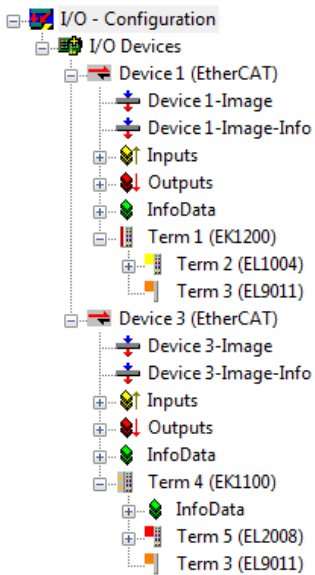 I/O - Configuration
I/O Devices
Device 1 (EtherCAT)
Device 1-Image
Device 1-Image-Info
Inputs
Outputs
InfoData
Term 1 (EK1200)
Term 2 (EL1004)
Term 3 (EL9011)
Device 3 (EtherCAT)
Device 3-Image
Device 3-Image-Info
Inputs
Outputs
InfoData
Term 4 (EK1100)
InfoData
Term 5 (EL2008)
Term 3 (EL9011)